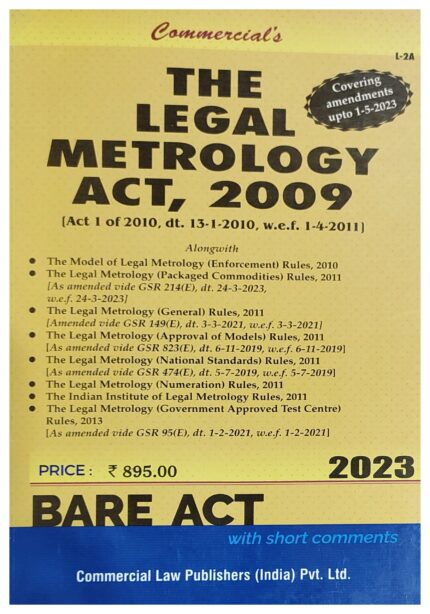 Commercial's
L-2A
Covering
amendments
upto 1-5-2023
THE
LEGAL
METROLOGY
ACT, 2009
[Act 1 of 2010, dt. 13-1-2010, w.e.f. 1-4-2011]
Alongwith
● The Model of Legal Metrology (Enforcement) Rules, 2010
● The Legal Metrology (Packaged Commodities) Rules, 2011
[As amended vide GSR 214(E), dt. 24-3-2023,
w.e.f. 24-3-2023]
● The Legal Metrology (General) Rules, 2011
[Amended vide GSR 149(E), dt. 3-3-2021, w.e.f. 3-3-2021]
● The Legal Metrology (Approval of Models) Rules, 2011
[As amended vide GSR 823(E), dt. 6-11-2019, w.e.f. 6-11-2019]
● The Legal Metrology (National Standards) Rules, 2011
[As amended vide GSR 474(E), dt. 5-7-2019, w.e.f. 5-7-2019]
● The Legal Metrology (Numeration) Rules, 2011
● The Indian Institute of Legal Metrology Rules, 2011
● The Legal Metrology (Government Approved Test Centre)
Rules, 2013
[As amended vide GSR 95(E), dt. 1-2-2021, w.e.f. 1-2-2021]
PRICE : ₹ 895.00
2023
BARE ACT
with short comments
Commercial Law Publishers (India) Pvt. Ltd.